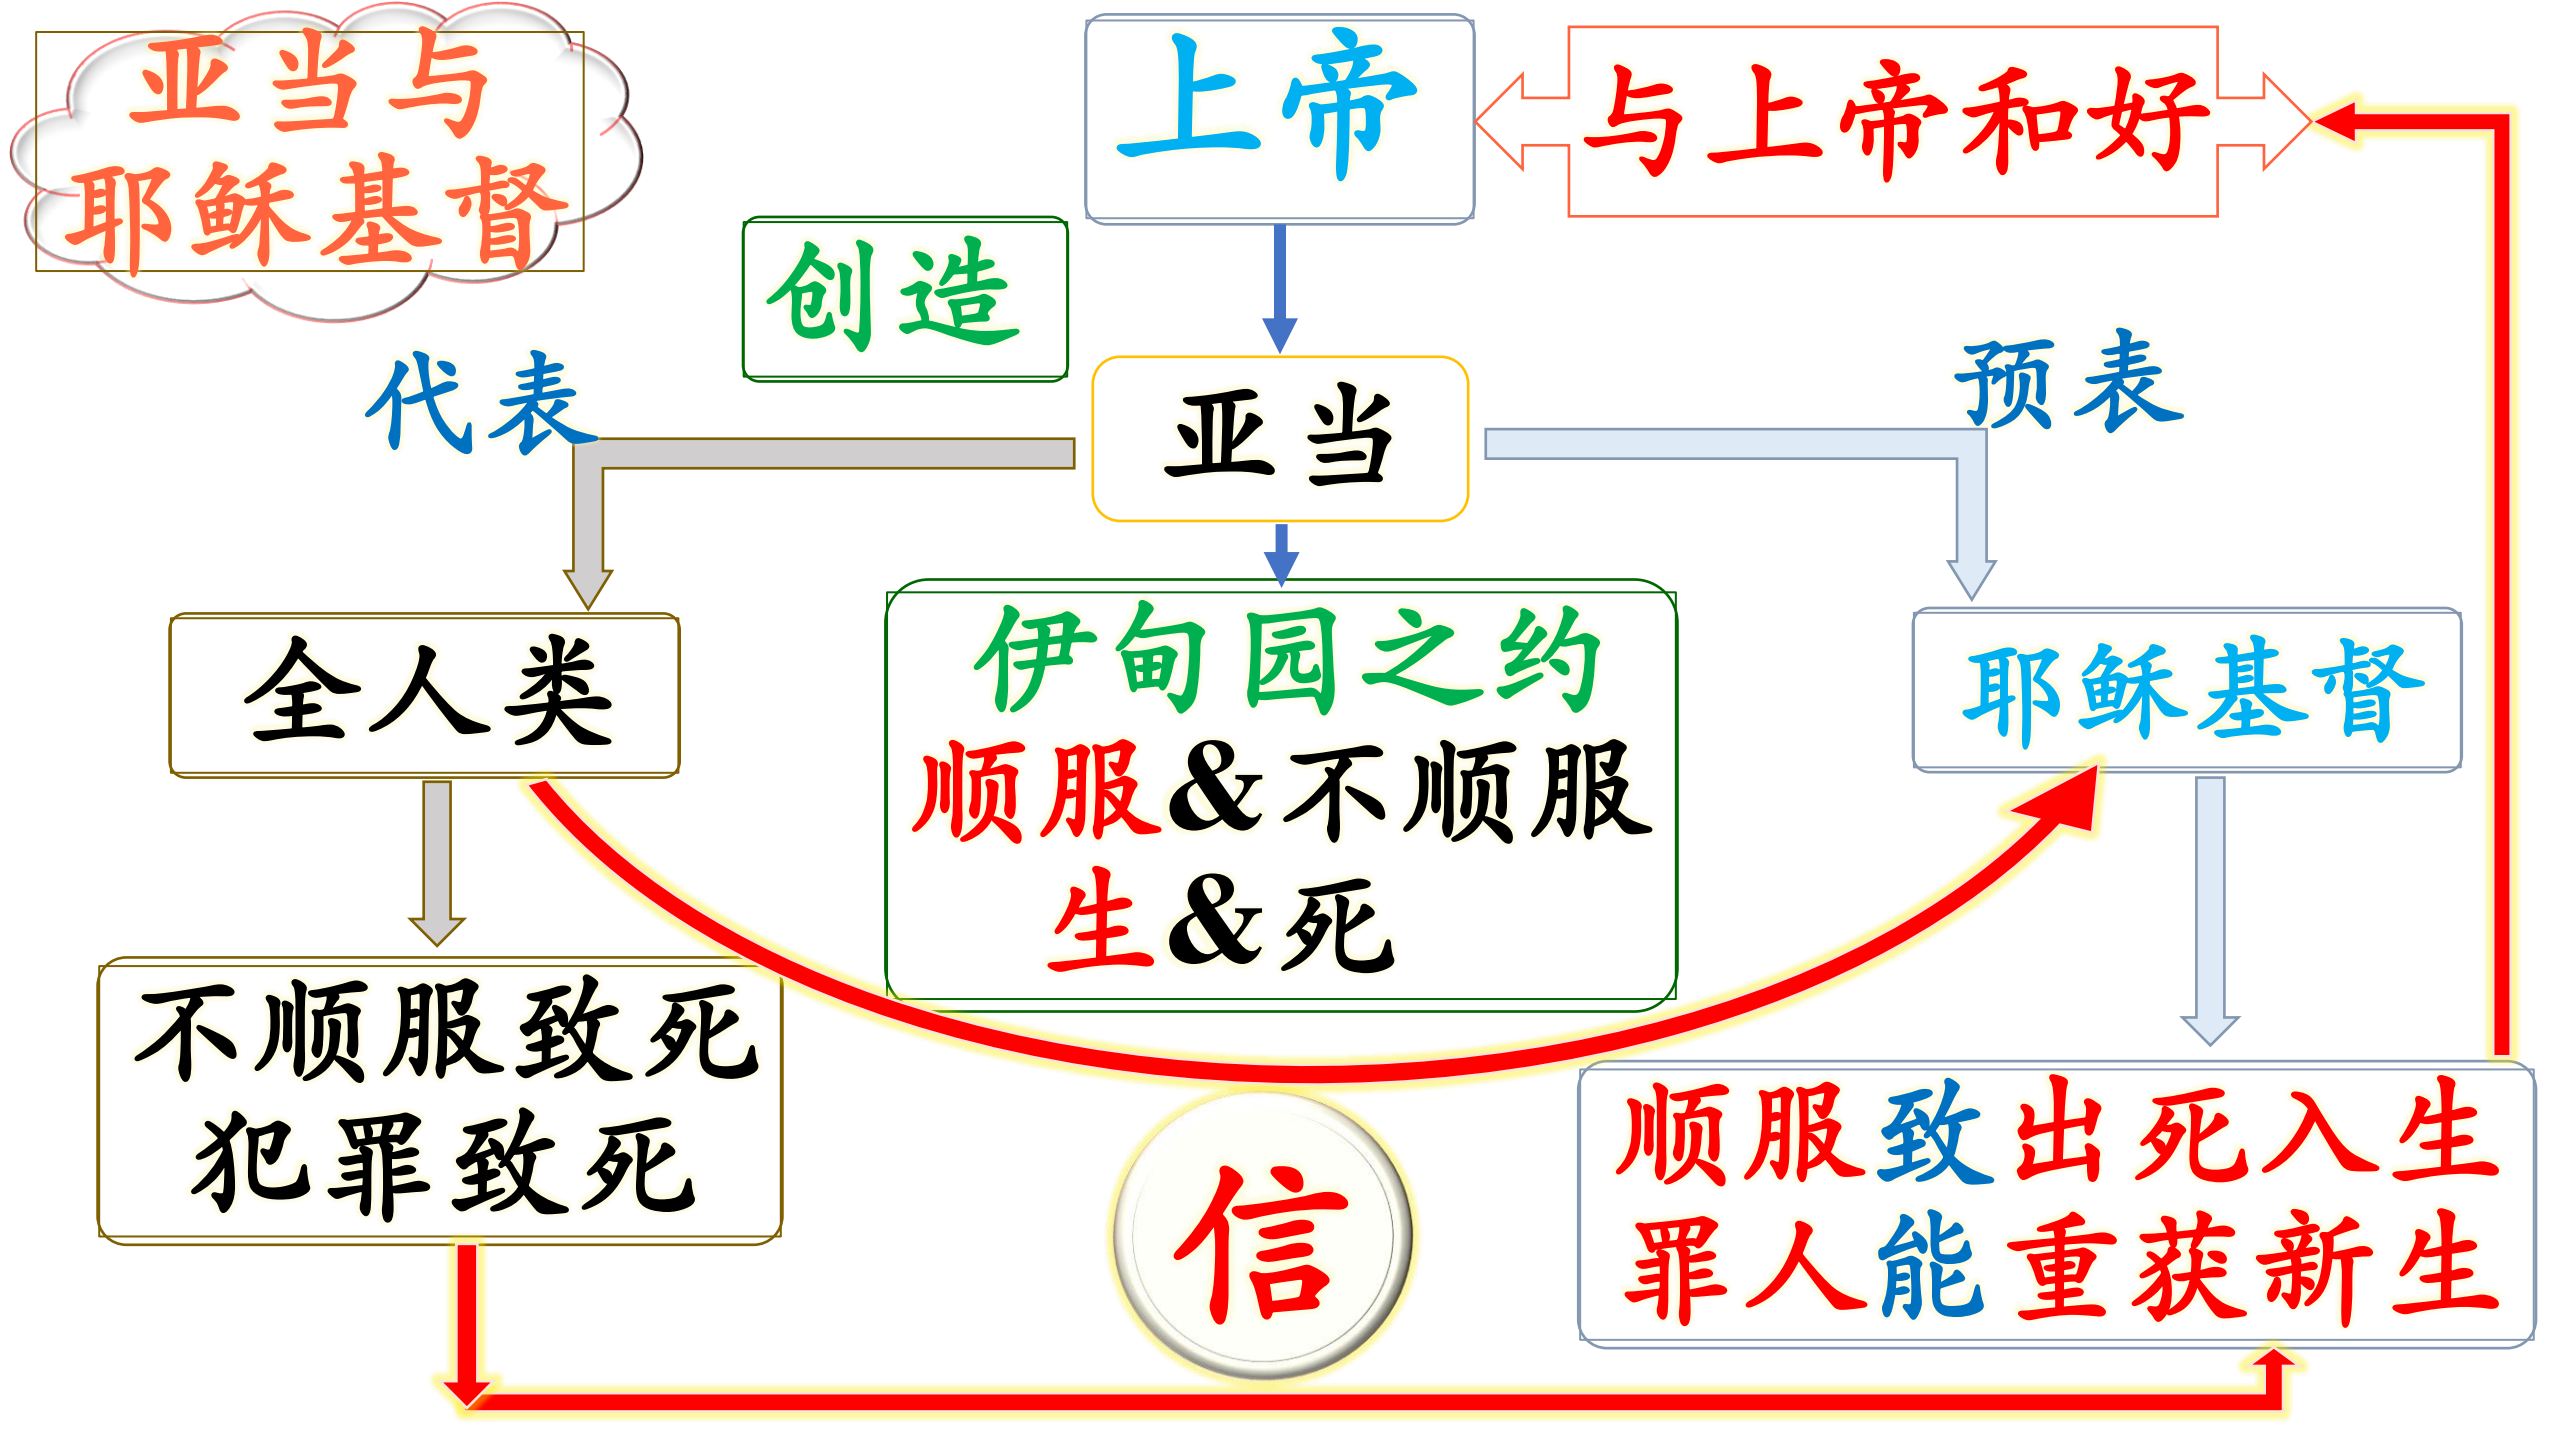 亚当与
耶稣基督
上帝
与上帝和好
创造
代表
亚当
预表
全人类
伊甸园之约
顺服&不顺服
生&死
耶稣基督
不顺服致死
犯罪致死
信
顺服致出死入生
罪人能重获新生